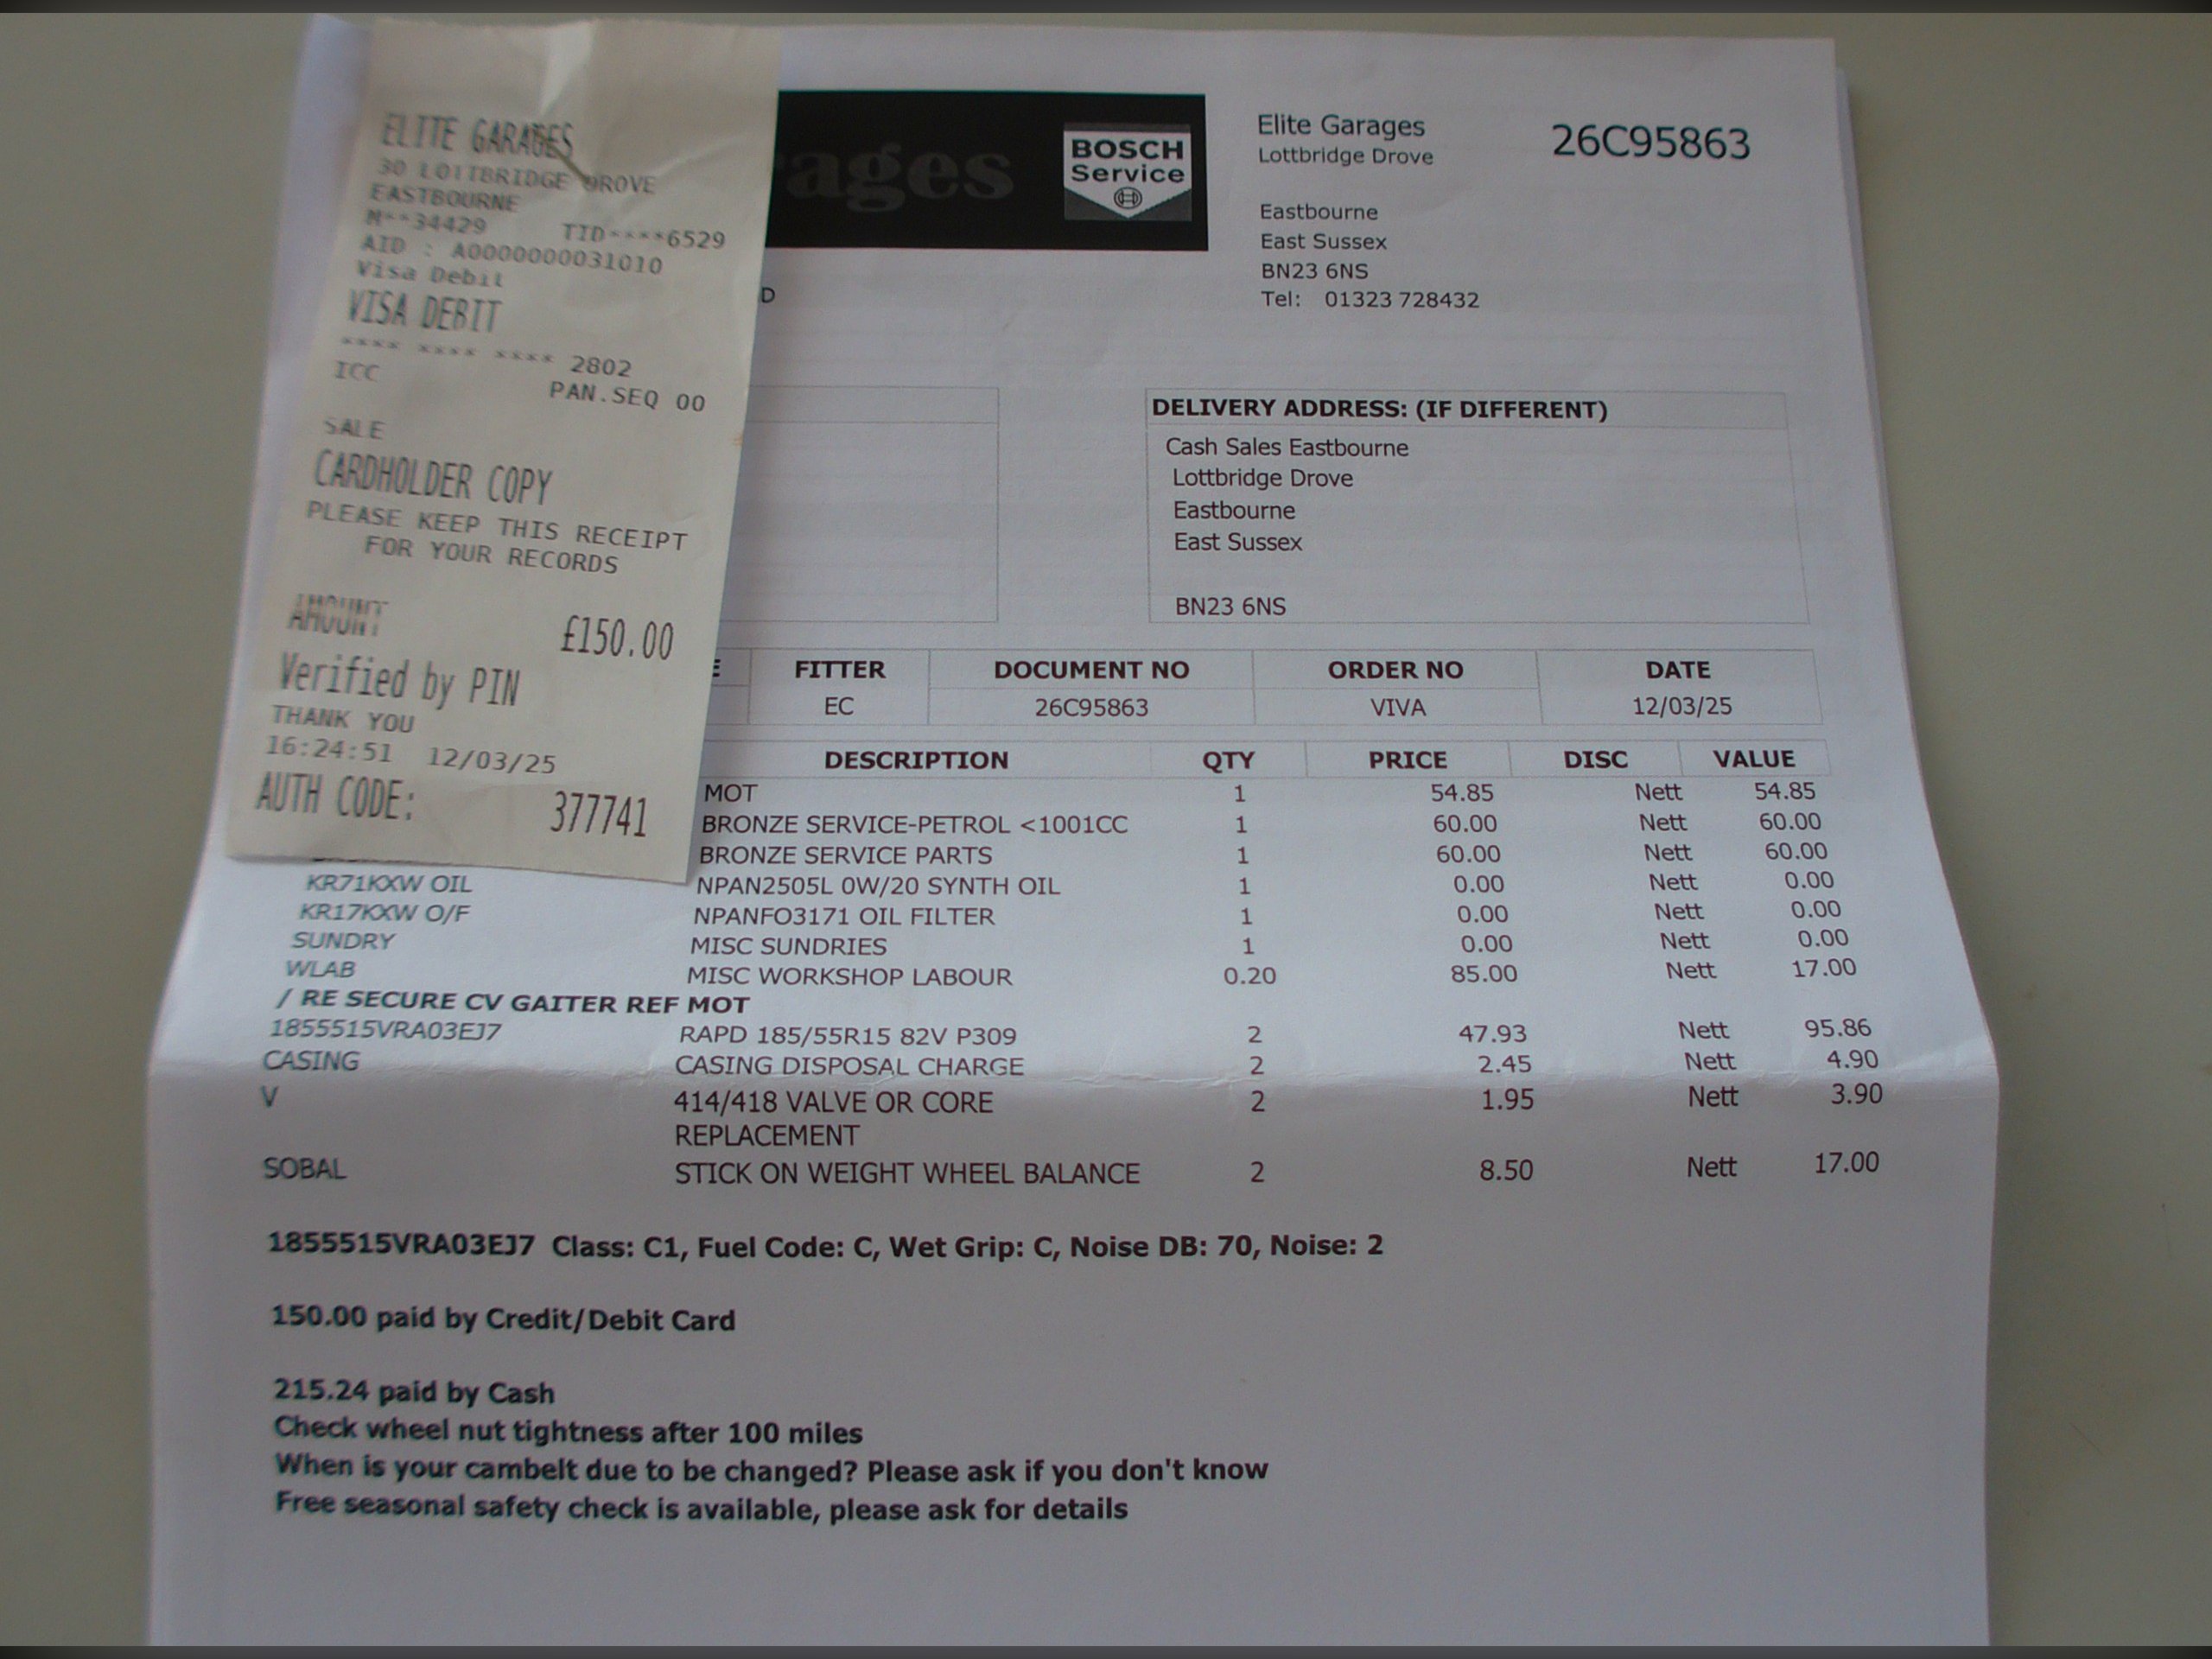 ELITE GARAGES
30 LOTTBRIDGE DROVE
EASTBOURNE
M**34429 TID****6529
AID : A0000000031010
Visa Debit
VISA DEBIT
**** **** **** 2802
ICC
PAN.SEQ 00
SALE
CARDHOLDER COPY
PLEASE KEEP THIS RECEIPT
FOR YOUR RECORDS
AMOUNT £150.00
Verified by PIN
THANK YOU
16:24:51 12/03/25
AUTH CODE: 377741
ages
BOSCH
Service
Elite Garages
Lottbridge Drove
Eastbourne
East Sussex
BN23 6NS
Tel: 01323 728432
26C95863
D
DELIVERY ADDRESS: (IF DIFFERENT)
Cash Sales Eastbourne
Lottbridge Drove
Eastbourne
East Sussex
BN23 6NS
E FITTER DOCUMENT NO ORDER NO DATE
EC 26C95863 VIVA 12/03/25
DESCRIPTION QTY PRICE DISC VALUE
MOT 1 54.85 Nett 54.85
BRONZE SERVICE-PETROL <1001CC 1 60.00 Nett 60.00
BRONZE SERVICE PARTS 1 60.00 Nett 60.00
KR71KXW OIL NPAN2505L 0W/20 SYNTH OIL 1 0.00 Nett 0.00
KR17KXW O/F NPANFO3171 OIL FILTER 1 0.00 Nett 0.00
SUNDRY MISC SUNDRIES 1 0.00 Nett 0.00
WLAB MISC WORKSHOP LABOUR 0.20 85.00 Nett 17.00
/ RE SECURE CV GAITER REF MOT
1855515VRA03EJ7 RAPD 185/55R15 82V P309 2 47.93 Nett 95.86
CASING CASING DISPOSAL CHARGE 2 2.45 Nett 4.90
V 414/418 VALVE OR CORE 2 1.95 Nett 3.90
REPLACEMENT
SOBAL STICK ON WEIGHT WHEEL BALANCE 2 8.50 Nett 17.00
1855515VRA03EJ7 Class: C1, Fuel Code: C, Wet Grip: C, Noise DB: 70, Noise: 2
150.00 paid by Credit/Debit Card
215.24 paid by Cash
Check wheel nut tightness after 100 miles
When is your cambelt due to be changed? Please ask if you don't know
Free seasonal safety check is available, please ask for details